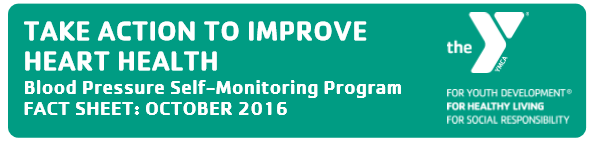 TAKE ACTION TO IMPROVE
HEART HEALTH
Blood Pressure Self-Monitoring Program
FACT SHEET: OCTOBER 2016
the Y
YMCA
FOR YOUTH DEVELOPMENT®
FOR HEALTHY LIVING
FOR SOCIAL RESPONSIBILITY